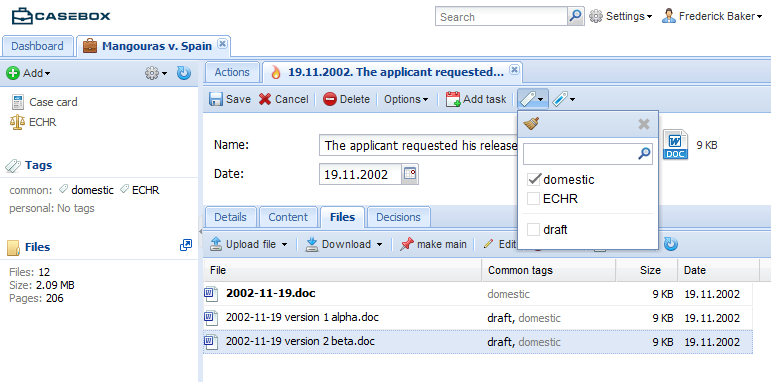 CASEBOX
Search
Settings
Frederick Baker
Dashboard
Mangouras v. Spain
Add
Case card
ECHR
Tags
common: domestic ECHR
personal: No tags
Files
Files: 12
Size: 2.09 MB
Pages: 206
Actions
19.11.2002. The applicant requested...
Save Cancel Delete Options Add task
Name: The applicant requested his release
Date: 19.11.2002
DOC
9 KB
domestic
ECHR
draft
Details Content Files Decisions
Upload file Download make main Edit
File Common tags Size Date
2002-11-19.doc domestic 9 KB 19.11.2002
2002-11-19 version 1 alpha.doc draft, domestic 9 KB 19.11.2002
2002-11-19 version 2 beta.doc draft, domestic 9 KB 19.11.2002